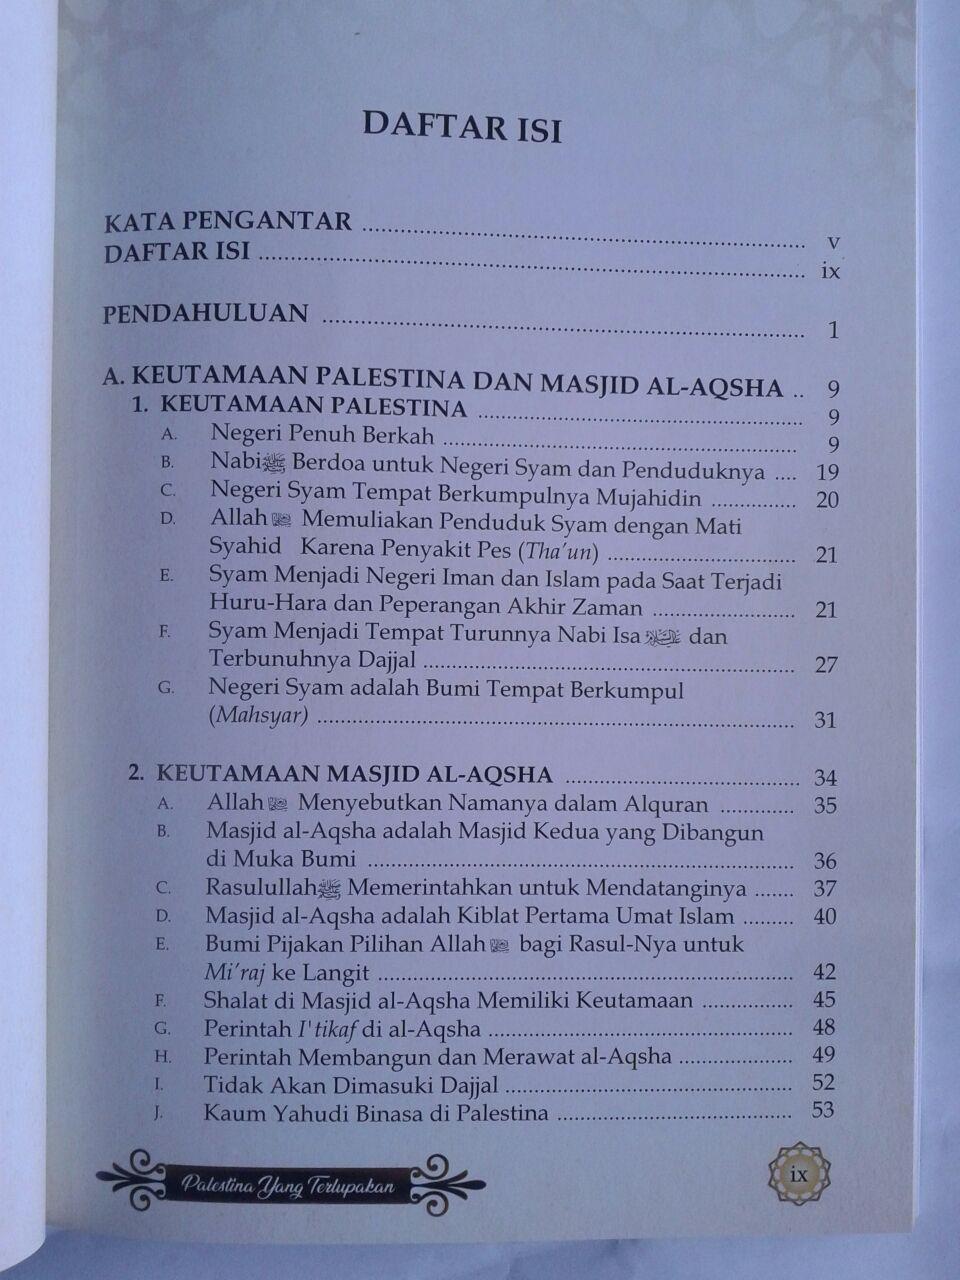 DAFTAR ISI
KATA PENGANTAR ........ v
DAFTAR ISI ........ ix
PENDAHULUAN ........ 1
A. KEUTAMAAN PALESTINA DAN MASJID AL-AQSHA .. 9
1. KEUTAMAAN PALESTINA ........ 9
A. Negeri Penuh Berkah ........ 9
B. Nabi ﷺ Berdoa untuk Negeri Syam dan Penduduknya .... 19
C. Negeri Syam Tempat Berkumpulnya Mujahidin ........ 20
D. Allah Memuliakan Penduduk Syam dengan Mati
Syahid Karena Penyakit Pes (Tha'un) ........ 21
E. Syam Menjadi Negeri Iman dan Islam pada Saat Terjadi
Huru-Hara dan Peperangan Akhir Zaman ........ 21
F. Syam Menjadi Tempat Turunnya Nabi Isa dan
Terbunuhnya Dajjal ........ 27
G. Negeri Syam adalah Bumi Tempat Berkumpul
(Mahsyar) ........ 31
2. KEUTAMAAN MASJID AL-AQSHA ........ 34
A. Allah Menyebutkan Namanya dalam Alquran ........ 35
B. Masjid al-Aqsha adalah Masjid Kedua yang Dibangun
di Muka Bumi ........ 36
C. Rasulullah ﷺ Memerintahkan untuk Mendatanginya ....... 37
D. Masjid al-Aqsha adalah Kiblat Pertama Umat Islam ......... 40
E. Bumi Pijakan Pilihan Allah bagi Rasul-Nya untuk
Mi'raj ke Langit ........ 42
F. Shalat di Masjid al-Aqsha Memiliki Keutamaan ........ 45
G. Perintah I'tikaf di al-Aqsha ........ 48
H. Perintah Membangun dan Merawat al-Aqsha ........ 49
I. Tidak Akan Dimasuki Dajjal ........ 52
J. Kaum Yahudi Binasa di Palestina ........ 53
Palestina Yang Terlupakan
ix